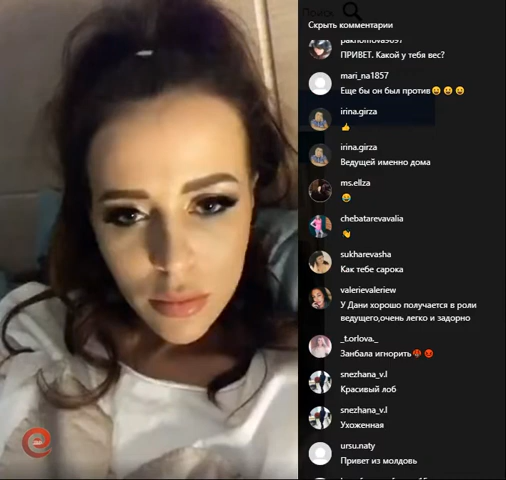 Поиск
Скрыть комментарии
pakhomova9697
ПРИВЕТ. Какой у тебя вес?
mari_na1857
Еще бы он был против😄😄😄
irina.girza
👍
irina.girza
Ведущей именно дома
ms.ellza
😂
chebatarevavalia
👏
sukharevasha
Как тебе сарока
valerievaleriew
У Дани хорошо получается в роли
ведущего,очень легко и задорно
_t.orlova._
Занбала игнорить
snezhana_v.l
Красивый лоб
snezhana_v.l
Ухоженная
ursu.naty
Привет из молдовь